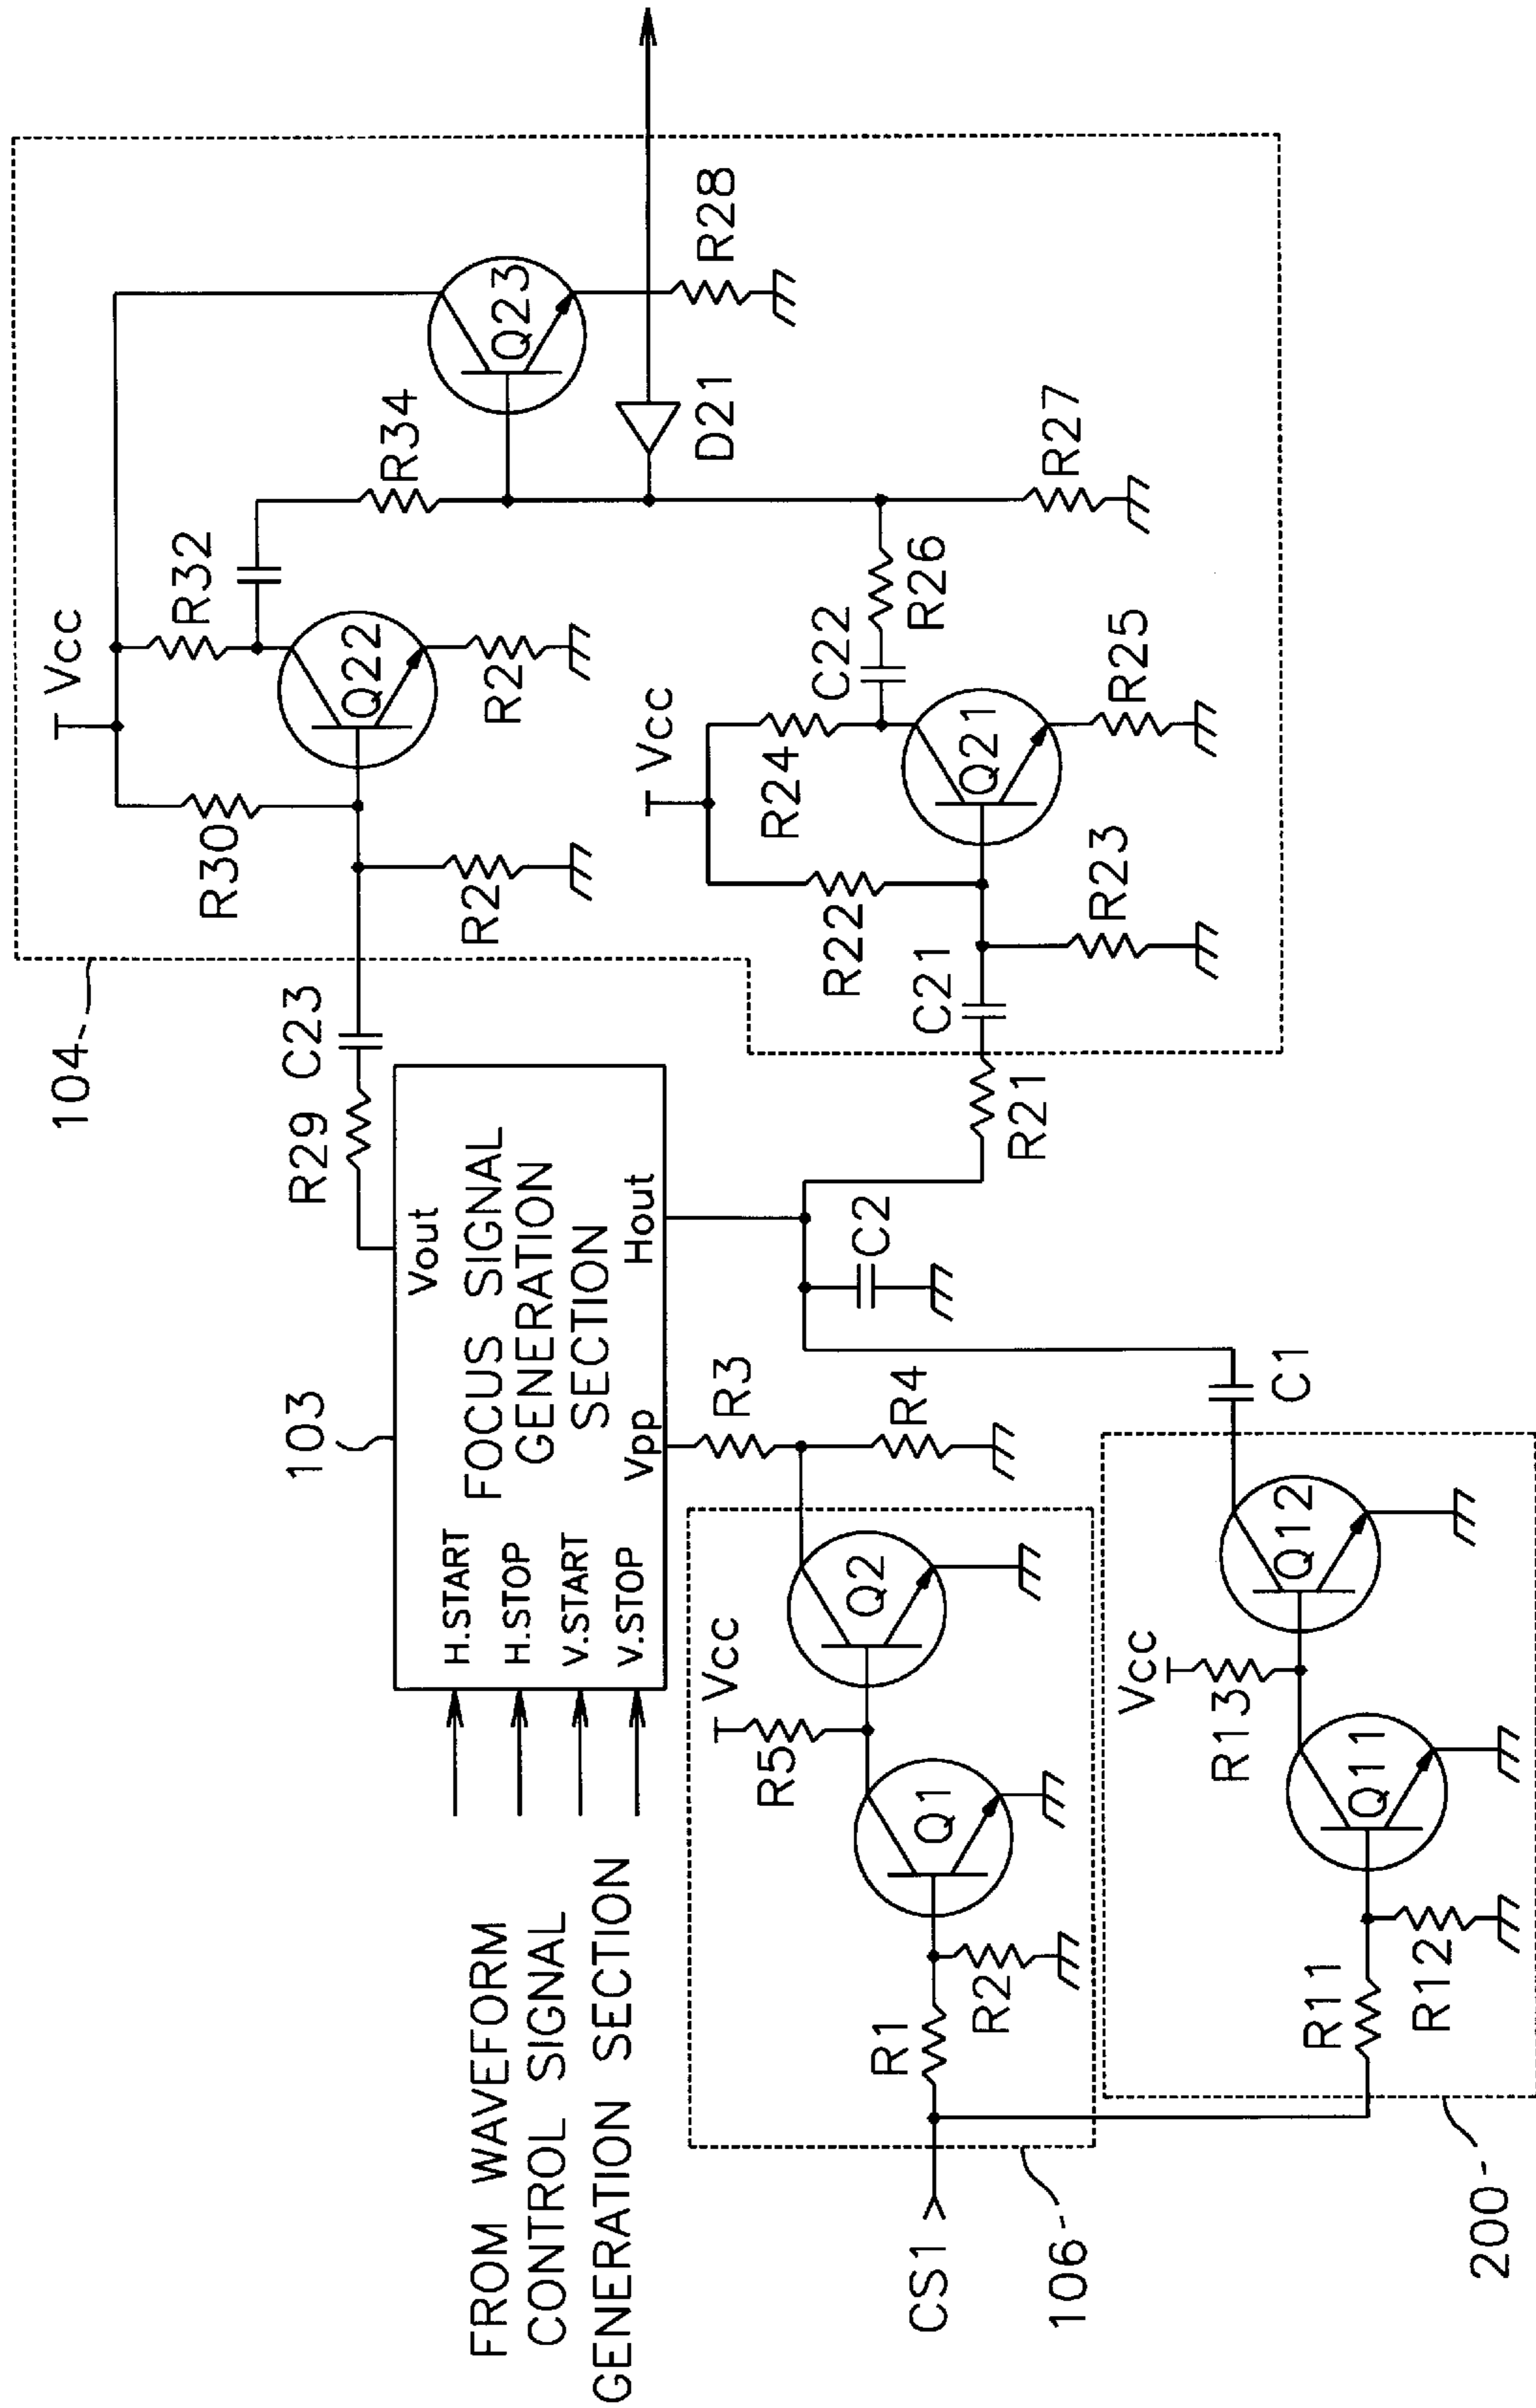 104
Vcc
R30
R32
R34
Q22
Q23
R2
R2
R28
D21
R29
C23
Vcc
R22
R24
C22
R26
R27
Q21
C21
R23
R25
R21
103
Vout
FOCUS SIGNAL
GENERATION
SECTION
Hout
Vpp
H.START
H.STOP
V.START
V.STOP
FROM WAVEFORM
CONTROL SIGNAL
GENERATION SECTION
R3
R4
C2
C1
Vcc
R5
Q2
Q1
R1
R2
CS1
106
Vcc
R13
Q12
Q11
R11
R12
200